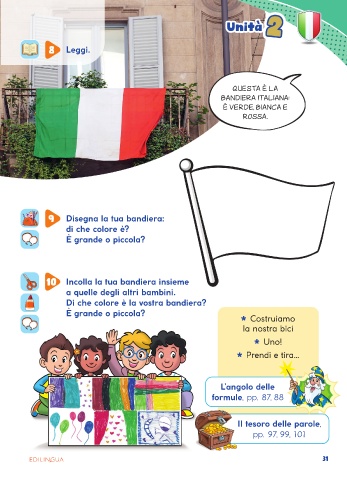 Unità 2
8 Leggi.
QUESTA È LA
BANDIERA ITALIANA:
È VERDE, BIANCA E
ROSSA.
9 Disegna la tua bandiera:
di che colore è?
È grande o piccola?
10 Incolla la tua bandiera insieme
a quelle degli altri bambini.
Di che colore è la vostra bandiera?
È grande o piccola?
★ Costruiamo
la nostra bici
★ Uno!
★ Prendi e tira...
L'angolo delle
formule, pp. 87, 88
Il tesoro delle parole,
pp. 97, 99, 101
EDILINGUA
31